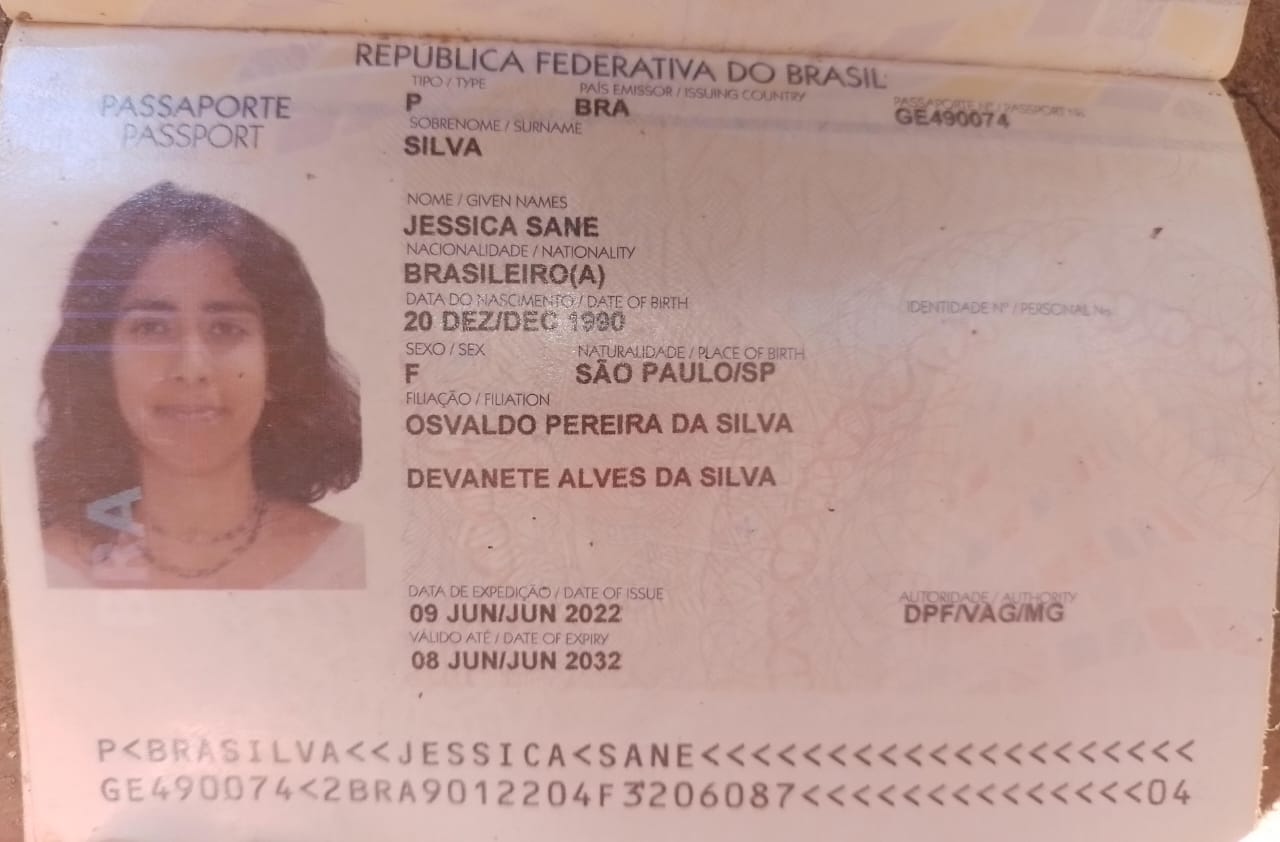 REPÚBLICA FEDERATIVA DO BRASIL
PASSAPORTE
PASSPORT
TIPO / TYPE
P
PAÍS EMISSOR / ISSUING COUNTRY
BRA
PASSAPORTE Nº / PASSPORT No.
GE490074
SOBRENOME / SURNAME
SILVA
NOME / GIVEN NAMES
JESSICA SANE
NACIONALIDADE / NATIONALITY
BRASILEIRO(A)
DATA DO NASCIMENTO / DATE OF BIRTH
20 DEZ/DEC 1990
IDENTIDADE Nº / PERSONAL No.
SEXO / SEX
F
NATURALIDADE / PLACE OF BIRTH
SÃO PAULO/SP
FILIAÇÃO / FILIATION
OSVALDO PEREIRA DA SILVA
DEVANETE ALVES DA SILVA
DATA DE EXPEDIÇÃO / DATE OF ISSUE
09 JUN/JUN 2022
AUTORIDADE / AUTHORITY
DPF/VAG/MG
VÁLIDO ATÉ / DATE OF EXPIRY
08 JUN/JUN 2032
BRA
P<BRASILVA<<JESSICA<SANE<<<<<<<<<<<<<<<<<<<<
GE490074<2BRA9012204F3206087<<<<<<<<<<<<<<04